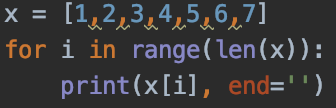 x = [1,2,3,4,5,6,7]
for i in range(len(x)):
    print(x[i], end='')